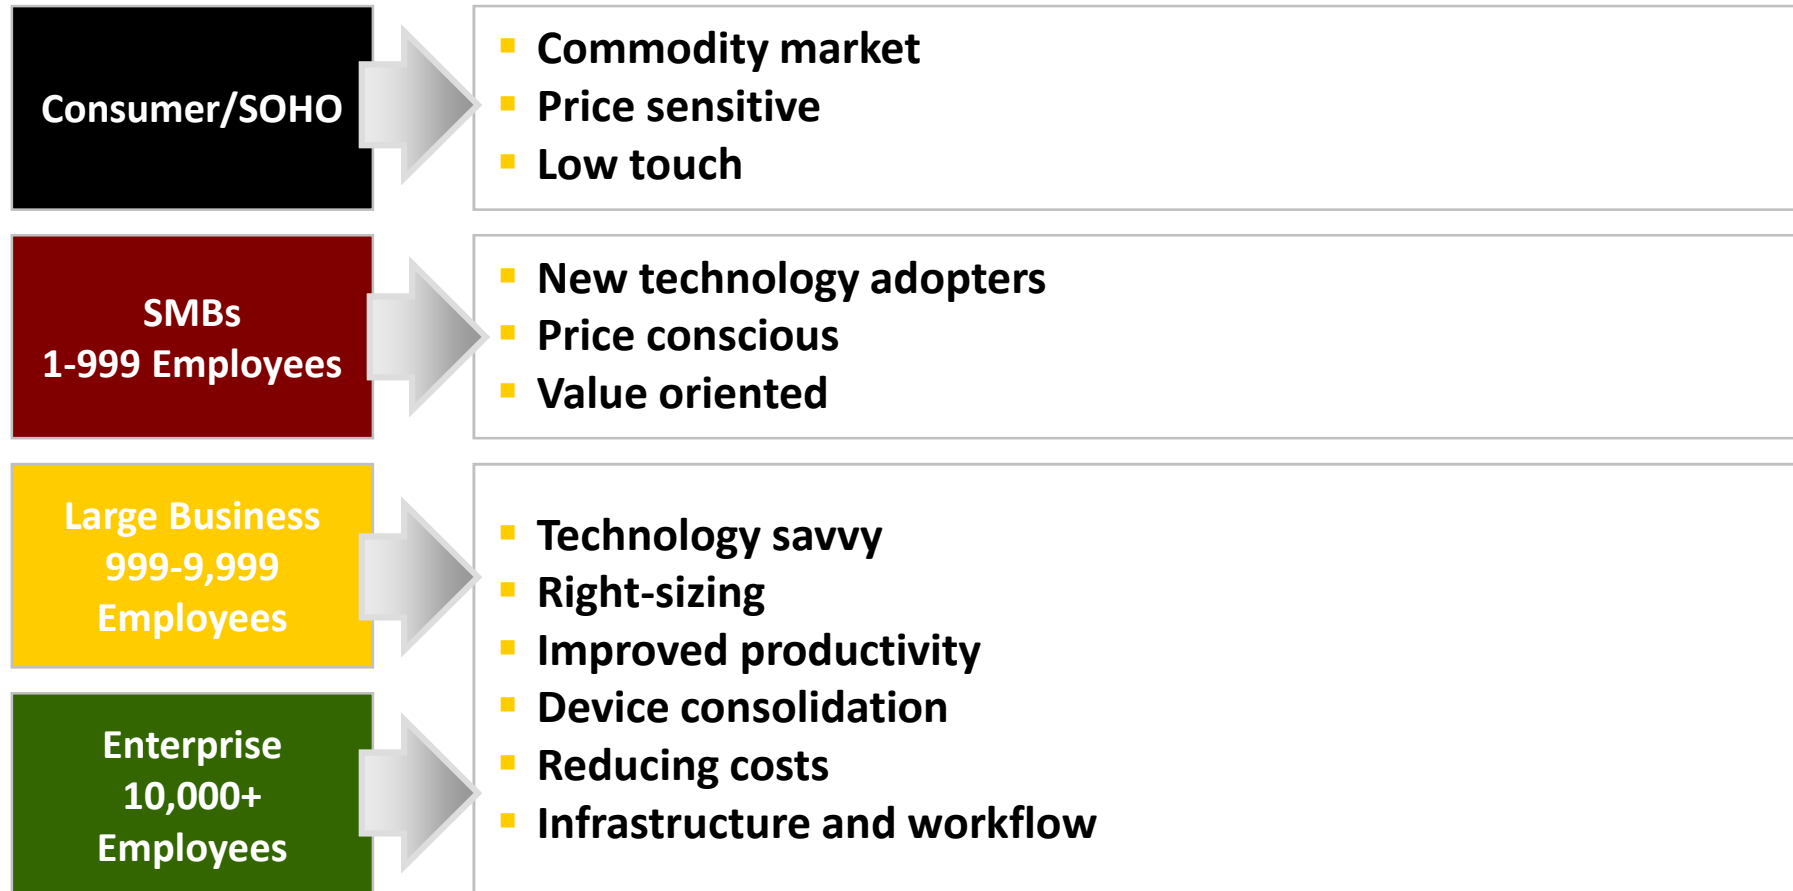 Consumer/SOHO
Commodity market
Price sensitive
Low touch
SMBs
1-999 Employees
New technology adopters
Price conscious
Value oriented
Large Business
999-9,999
Employees
Enterprise
10,000+
Employees
Technology savvy
Right-sizing
Improved productivity
Device consolidation
Reducing costs
Infrastructure and workflow